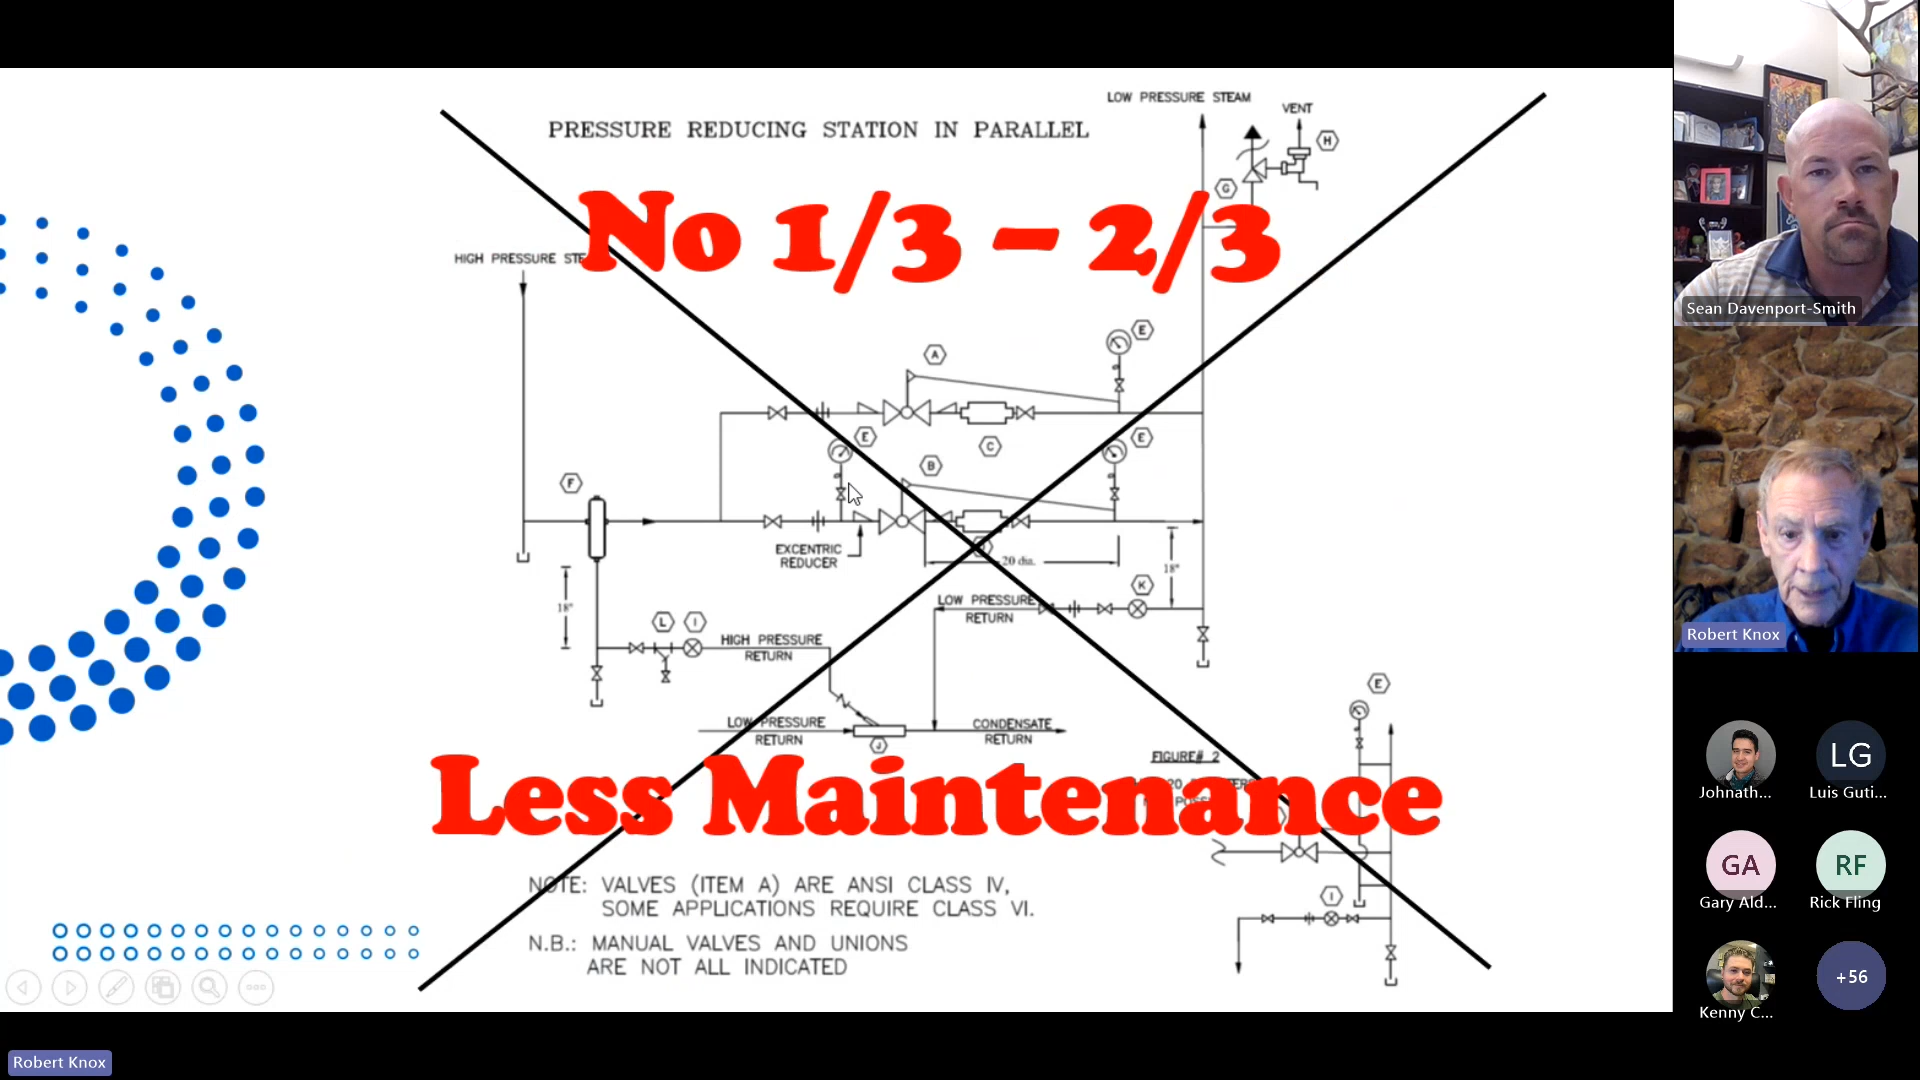 LOW PRESSURE STEAM
VENT
PRESSURE REDUCING STATION IN PARALLEL
H
G
No 1/3 – 2/3
HIGH PRESSURE STE
E
A
E
C
E
B
F
EXCENTRIC
REDUCER
20 dia.
18"
18"
K
LOW PRESSURE
RETURN
L
I
HIGH PRESSURE
RETURN
E
LOW PRESSURE
RETURN
J
CONDENSATE
RETURN
FIGURE# 2
Less Maintenance
NOTE: VALVES (ITEM A) ARE ANSI CLASS IV,
SOME APPLICATIONS REQUIRE CLASS VI.
I
N.B.: MANUAL VALVES AND UNIONS
ARE NOT ALL INDICATED
Robert Knox
Sean Davenport-Smith
Robert Knox
Johnath...
LG
Luis Guti...
GA
Gary Ald...
RF
Rick Fling
Kenny C...
+56